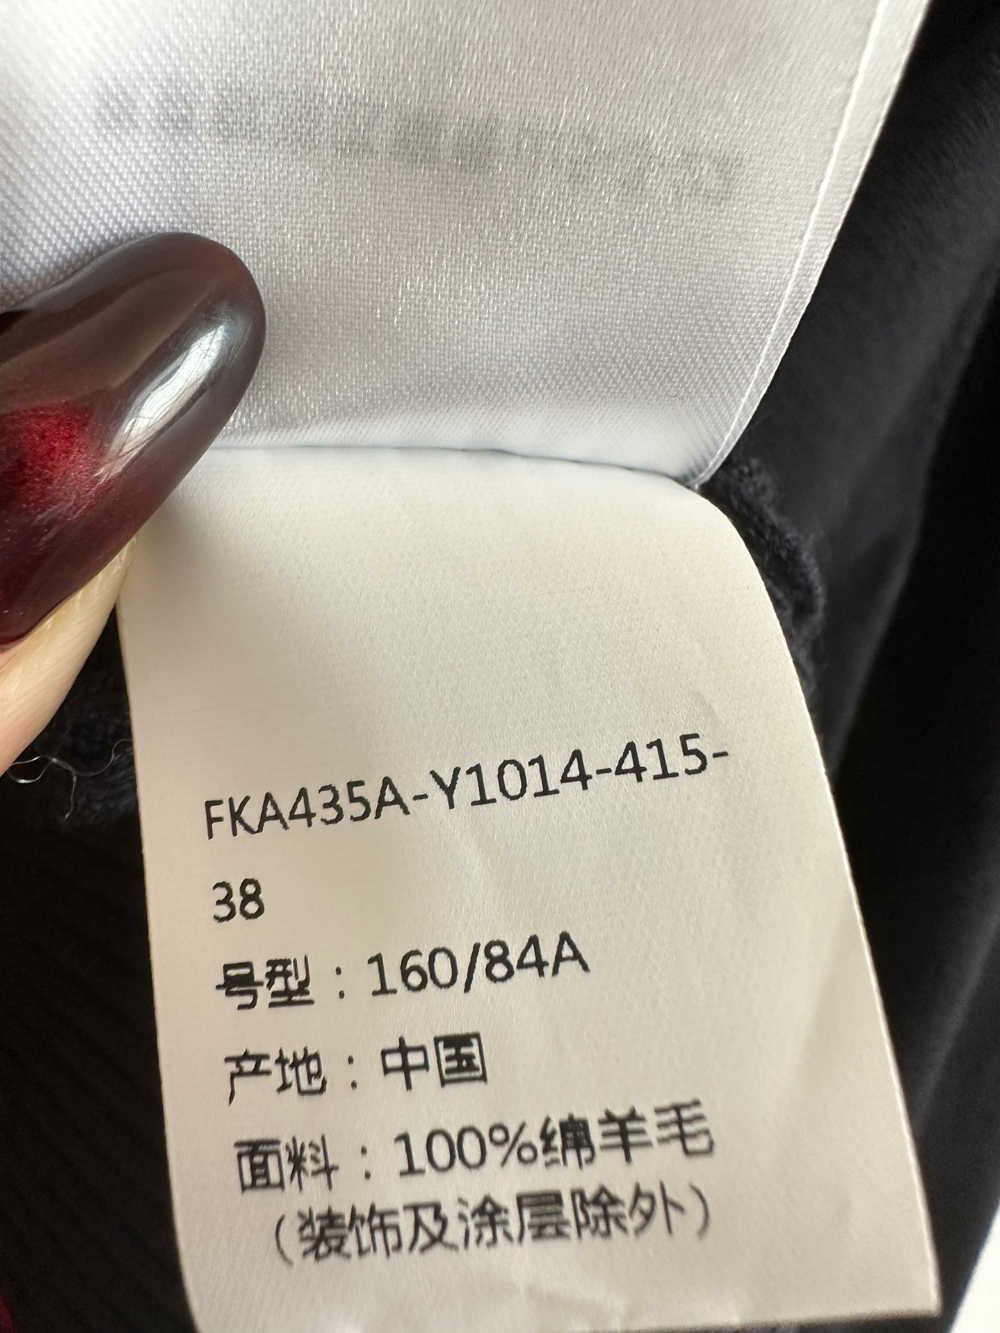 FKA435A-Y1014-415-
38
号型：160/84A
产地：中国
面料：100%绵羊毛
（装饰及涂层除外）